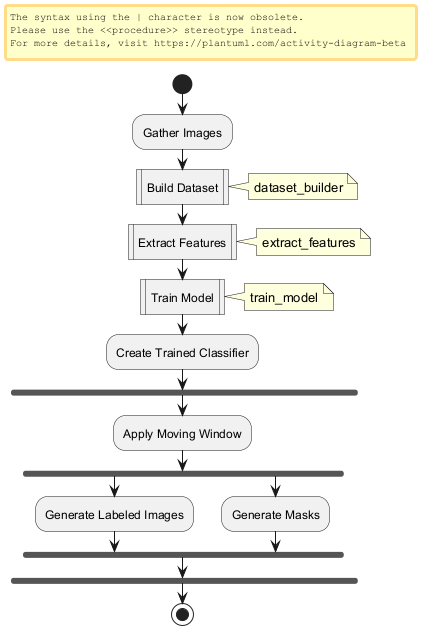 The syntax using the | character is now obsolete.
Please use the <<procedure>> stereotype instead.
For more details, visit https://plantuml.com/activity-diagram-beta
Gather Images
Build Dataset
dataset_builder
Extract Features
extract_features
Train Model
train_model
Create Trained Classifier
Apply Moving Window
Generate Labeled Images
Generate Masks